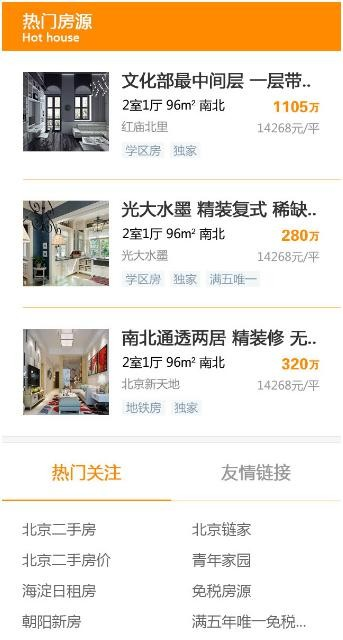 热门房源
Hot house
文化部最中间层 一层带..
2室1厅 96m² 南北 1105万
红庙北里 14268元/平
学区房 独家
光大水墨 精装复式 稀缺..
2室1厅 96m² 南北 280万
光大水墨 14268元/平
学区房 独家 满五唯一
南北通透两居 精装修 无..
2室1厅 96m² 南北 320万
北京新天地 14268元/平
地铁房 独家
热门关注 友情链接
北京二手房 北京链家
北京二手房价 青年家园
海淀日租房 免税房源
朝阳新房 满五年唯一免税...